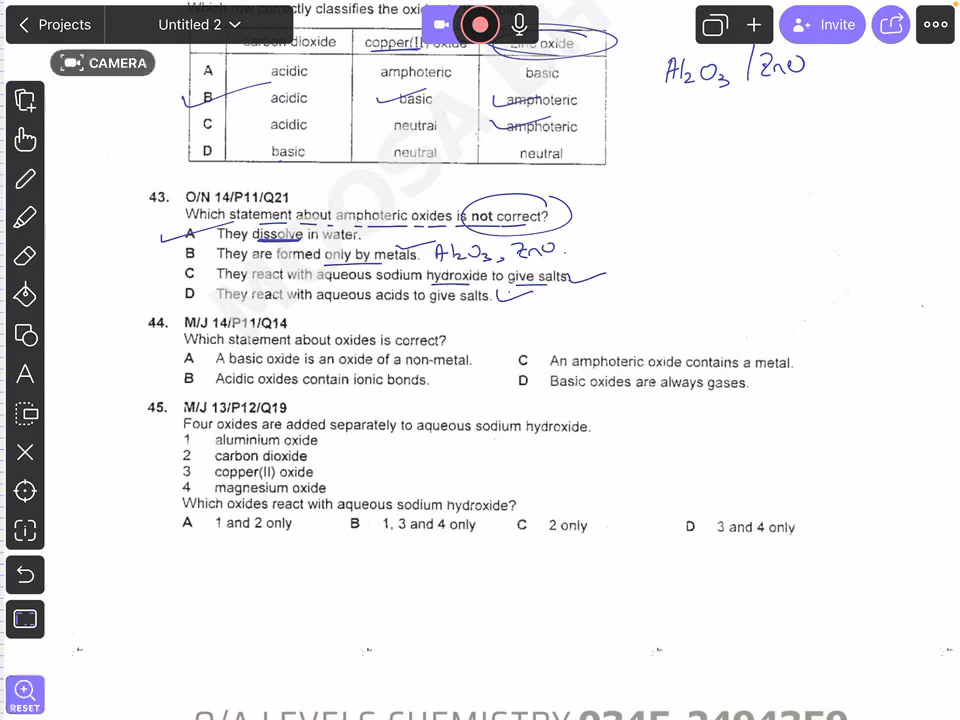 Projects
Untitled 2
Invite
Which row correctly classifies the
carbon dioxide copper(II) oxide zinc oxide
CAMERA
A acidic amphoteric basic
B acidic basic amphoteric
C acidic neutral amphoteric
D basic neutral neutral
Al2O3 / ZnO
43. O/N 14/P11/Q21
Which statement about amphoteric oxides is not correct?
A They dissolve in water.
B They are formed only by metals. Al2O3, ZnO.
C They react with aqueous sodium hydroxide to give salts.
D They react with aqueous acids to give salts.
44. M/J 14/P11/Q14
Which statement about oxides is correct?
A A basic oxide is an oxide of a non-metal.
B Acidic oxides contain ionic bonds.
C An amphoteric oxide contains a metal.
D Basic oxides are always gases.
45. M/J 13/P12/Q19
Four oxides are added separately to aqueous sodium hydroxide.
1 aluminium oxide
2 carbon dioxide
3 copper(II) oxide
4 magnesium oxide
Which oxides react with aqueous sodium hydroxide?
A 1 and 2 only B 1, 3 and 4 only C 2 only D 3 and 4 only
RESET
O/A LEVELS CHEMISTRY